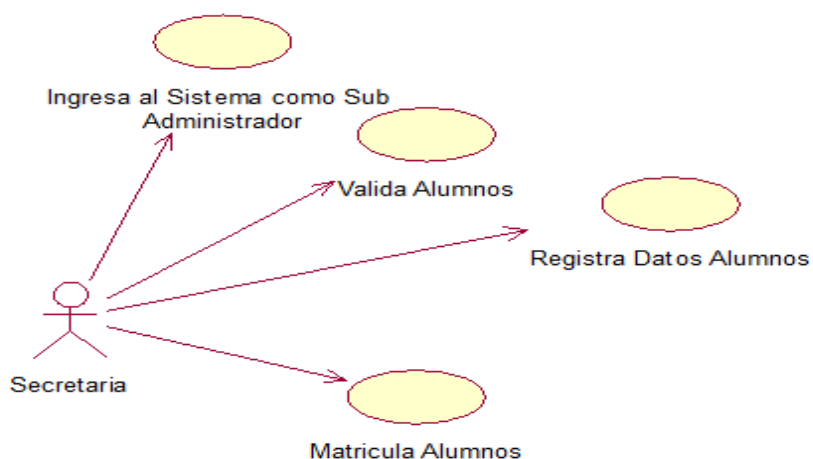 Ingresa al Sistema como Sub
Administrador
Valida Alumnos
Registra Datos Alumnos
Secretaria
Matricula Alumnos